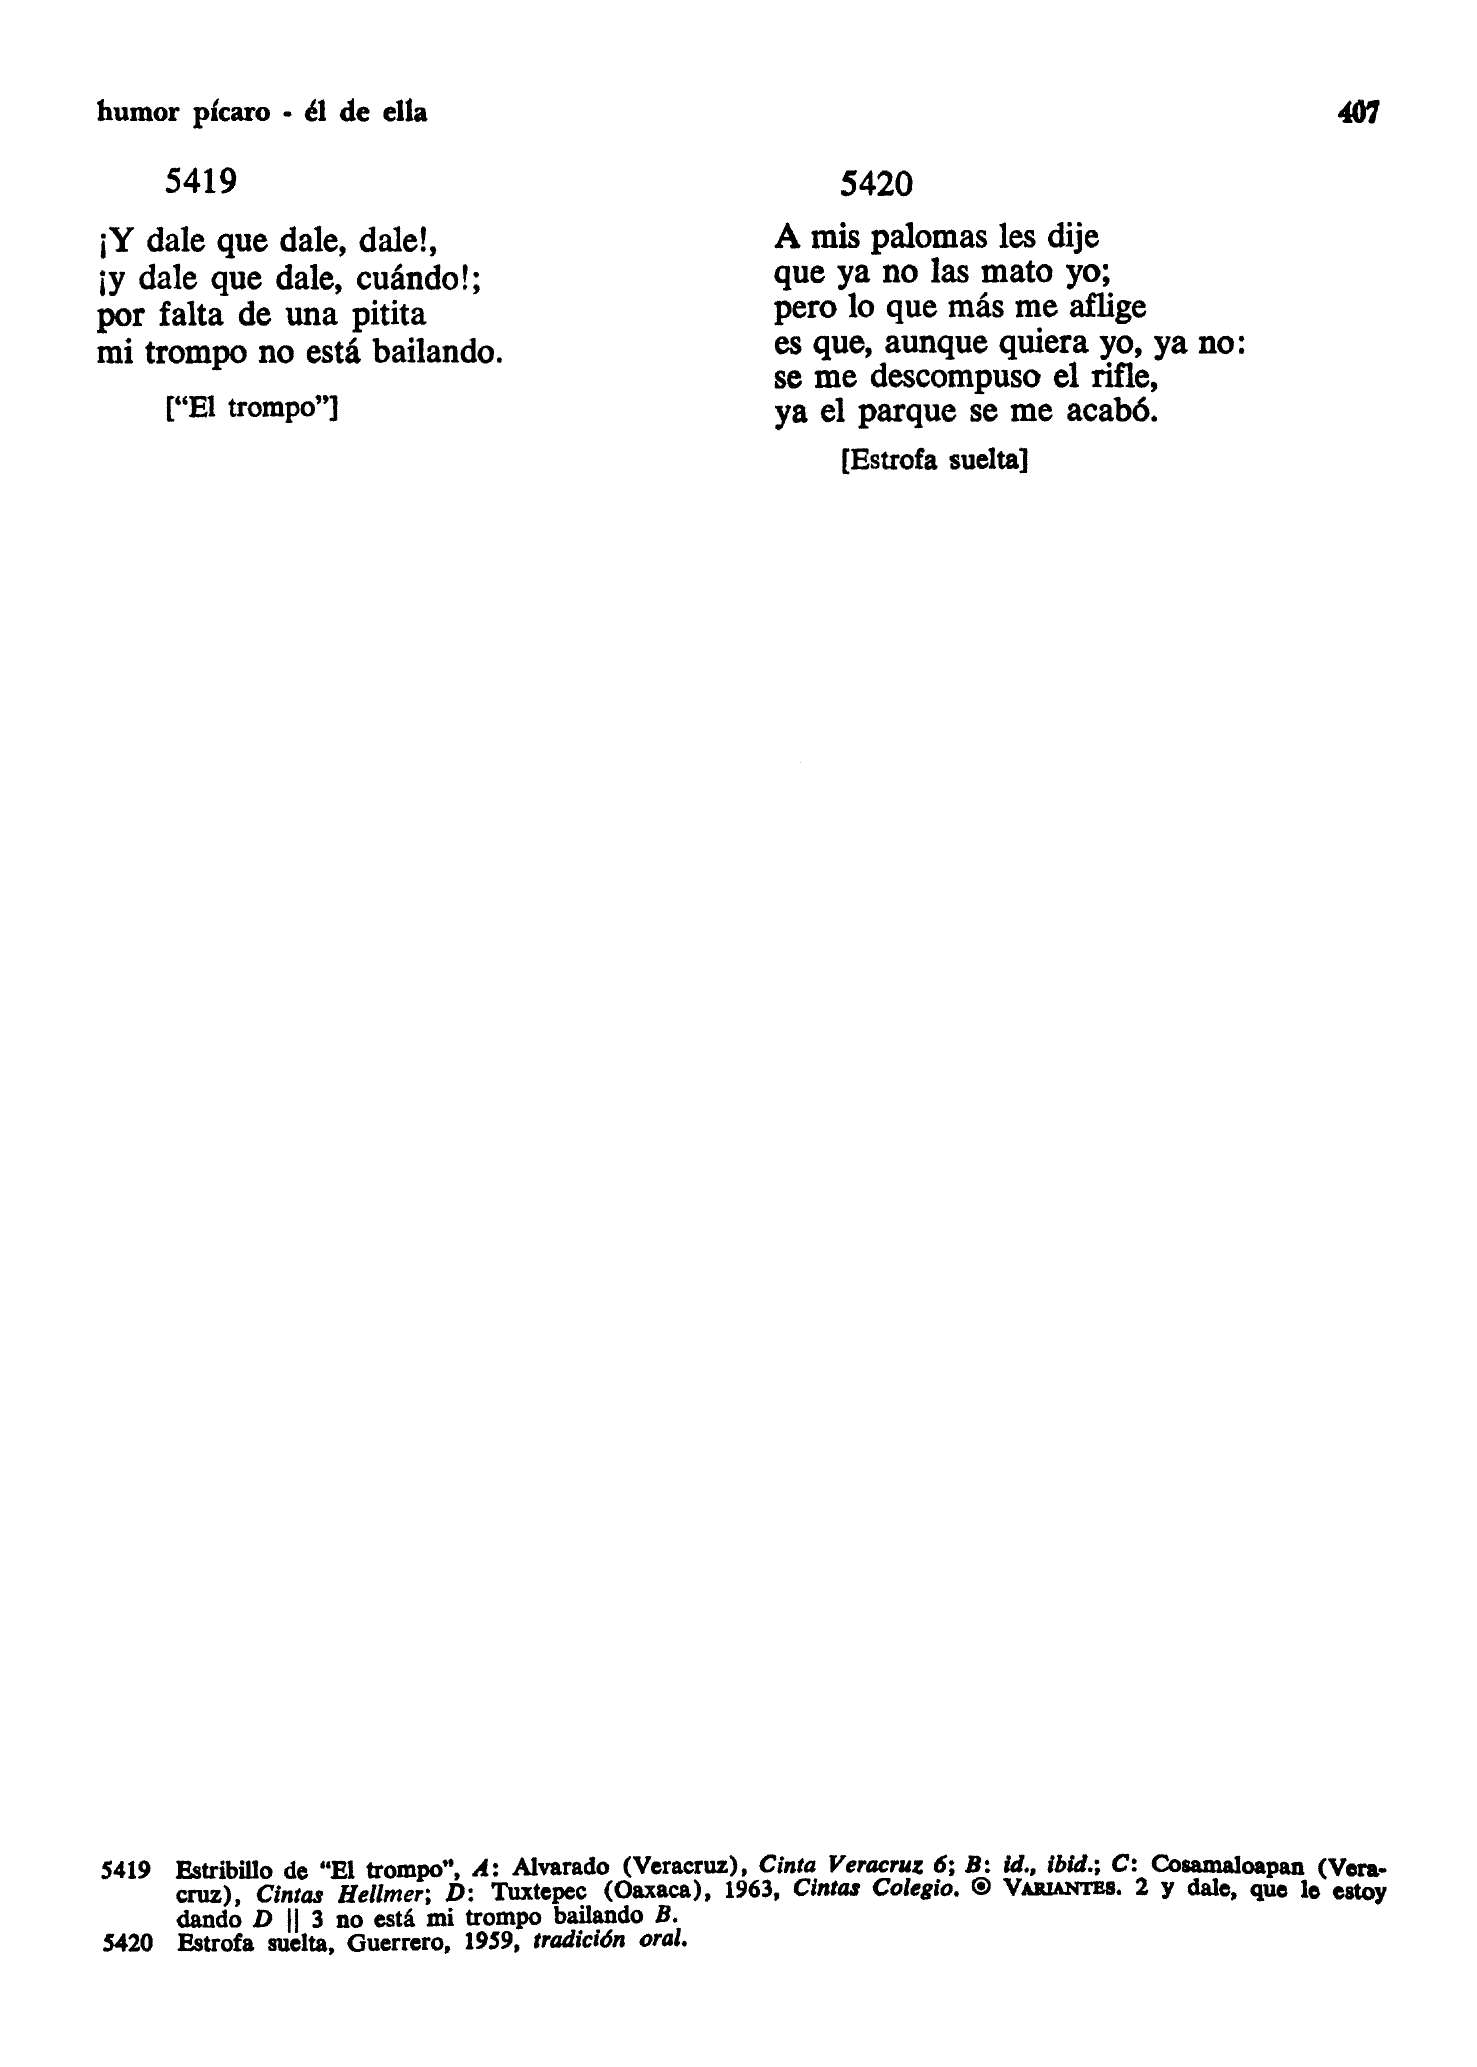 humor pícaro - él de ella
407
5419
¡Y dale que dale, dale!,
¡y dale que dale, cuándo!;
por falta de una pitita
mi trompo no está bailando.
["El trompo"]
5420
A mis palomas les dije
que ya no las mato yo;
pero lo que más me aflige
es que, aunque quiera yo, ya no:
se me descompuso el rifle,
ya el parque se me acabó.
[Estrofa suelta]
5419 Estribillo de "El trompo", A: Alvarado (Veracruz), Cinta Veracruz 6; B: id., ibid.; C: Cosamaloapan (Vera-
cruz), Cintas Hellmer; D: Tuxtepec (Oaxaca), 1963, Cintas Colegio. ⊙ VARIANTES. 2 y dale, que le estoy
dando D || 3 no está mi trompo bailando B.
5420 Estrofa suelta, Guerrero, 1959, tradición oral.